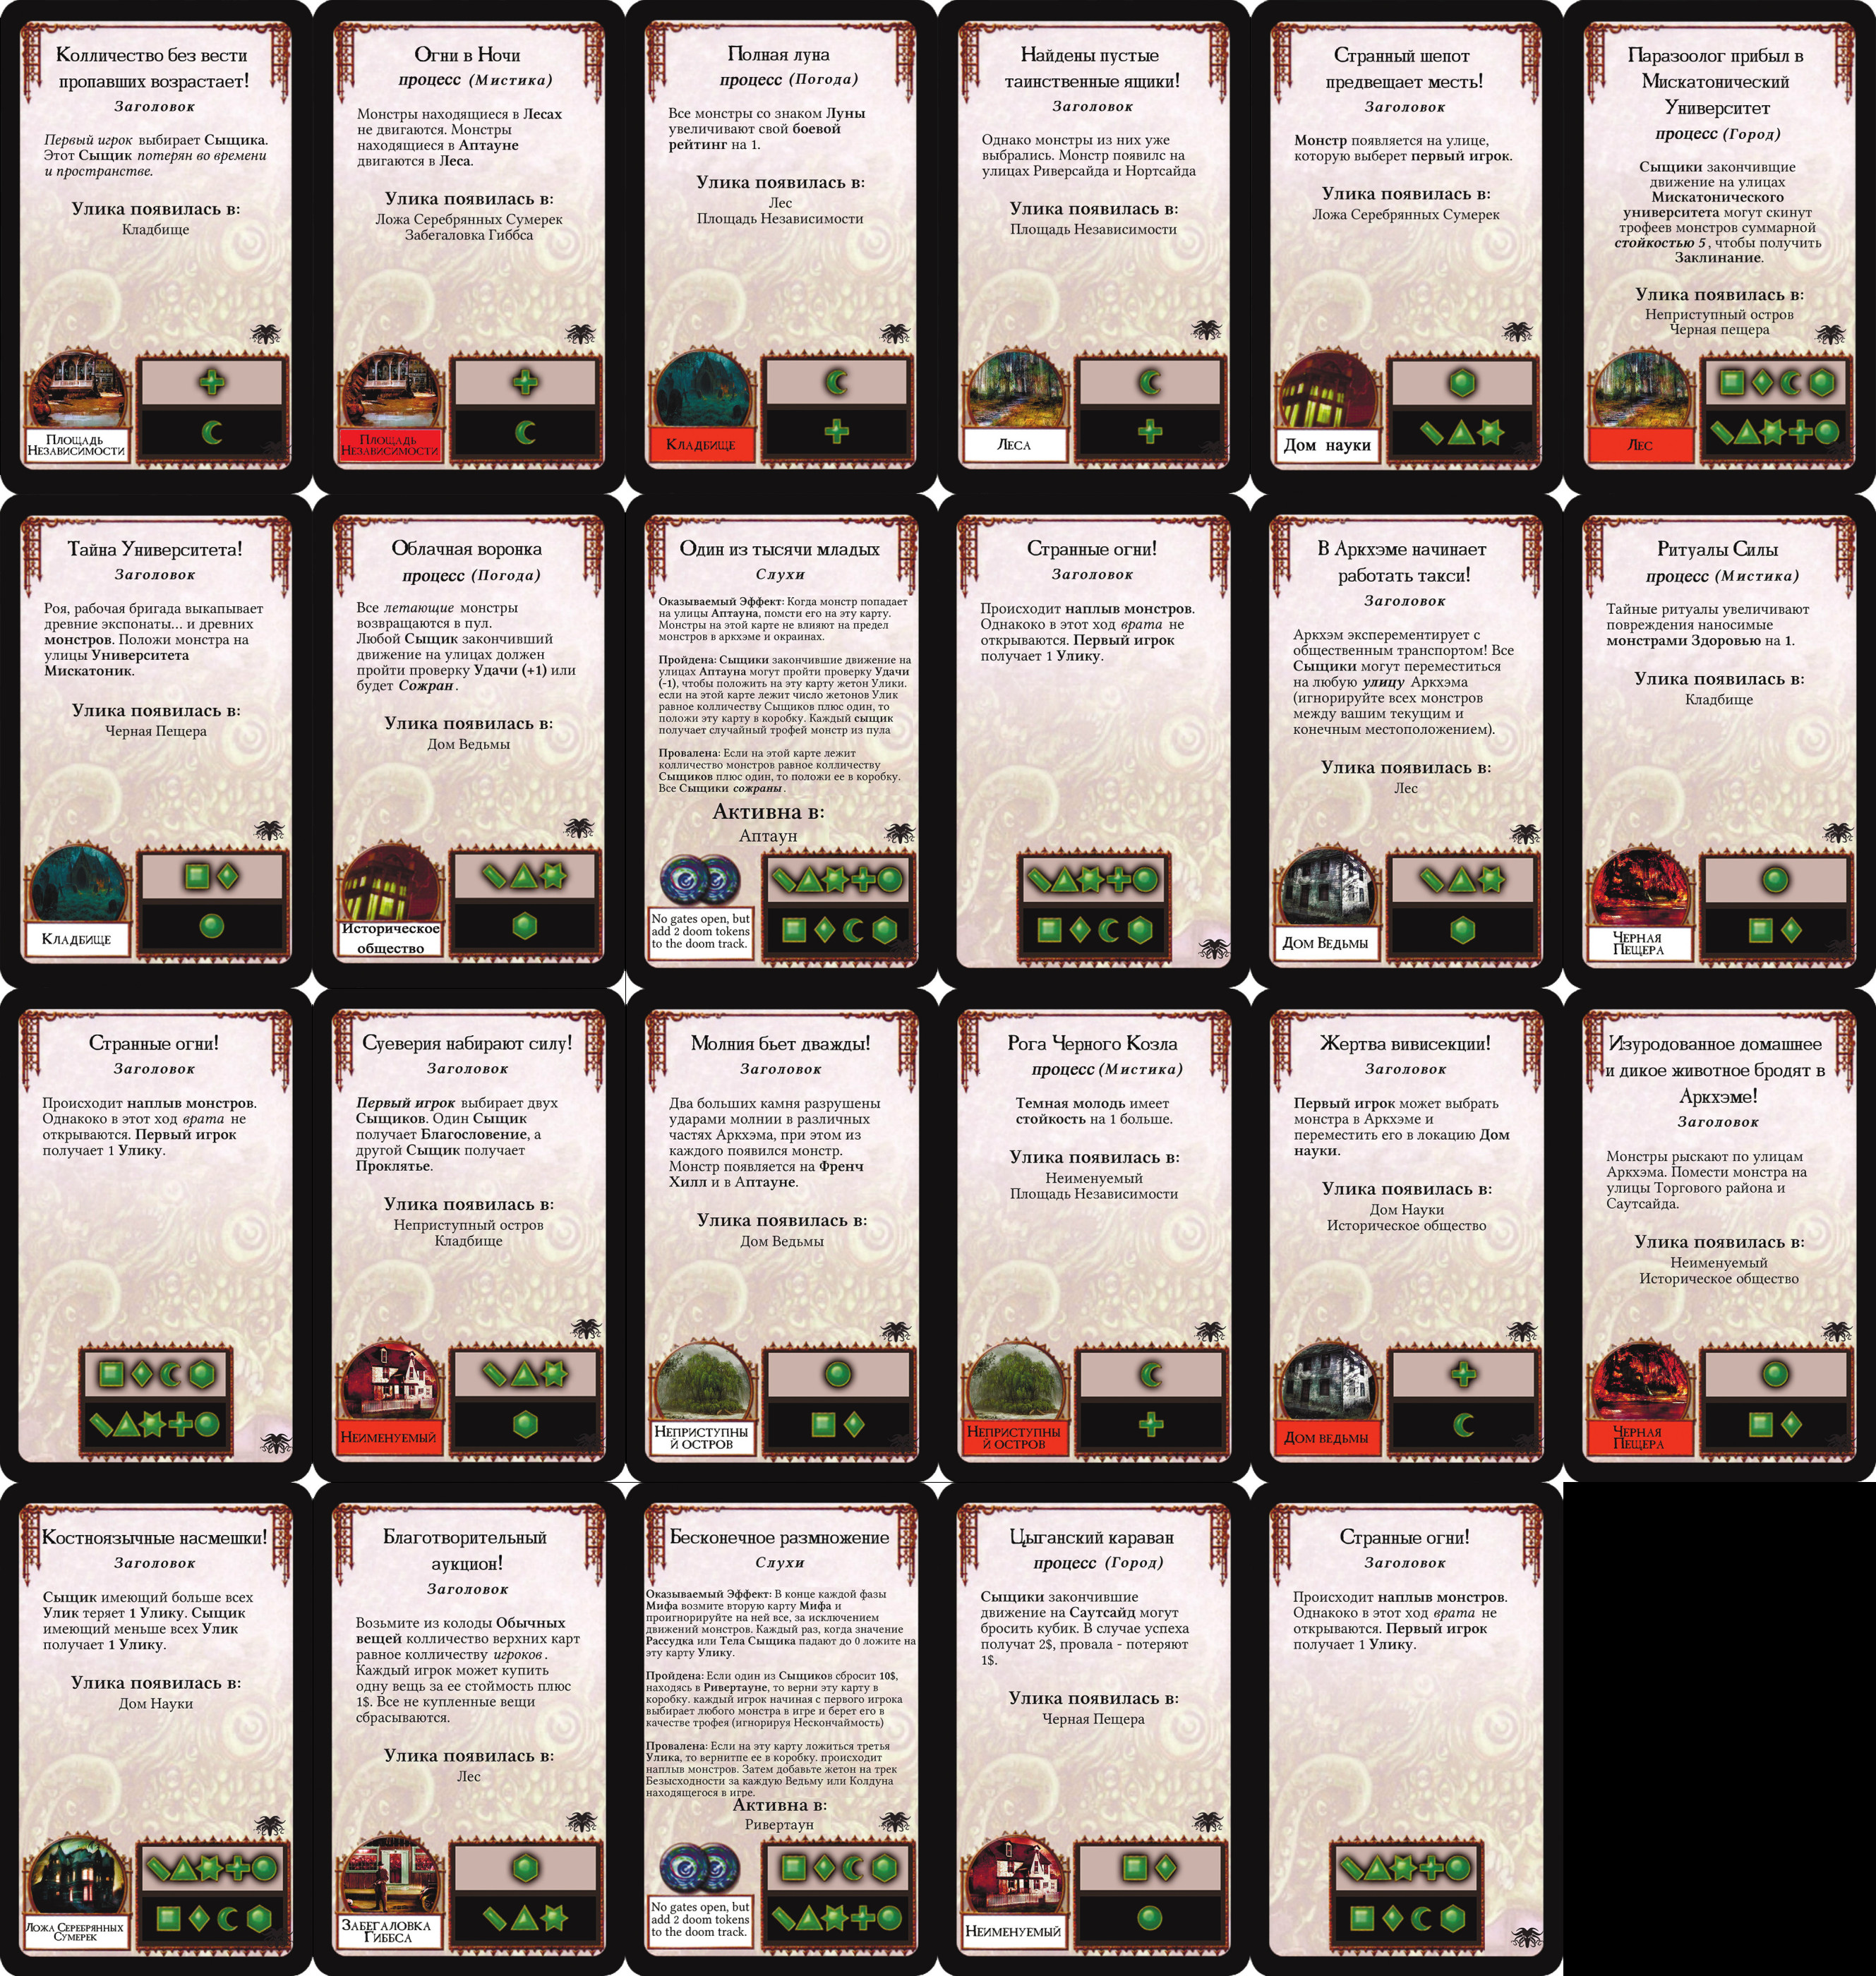 Колличество без вести
пропавших возрастает!
Заголовок
Первый игрок выбирает Сыщика.
Этот Сыщик потерян во времени
и пространстве.
Улика появилась в:
Кладбище
Площадь
Независимости
Огни в Ночи
процесс (Мистика)
Монстры находящиеся в Лесах
не двигаются. Монстры
находящиеся в Аптауне
двигаются в Леса.
Улика появилась в:
Ложа Серебрянных Сумерек
Забегаловка Гиббса
Площадь
Независимости
Полная луна
процесс (Погода)
Все монстры со знаком Луны
увеличивают свой боевой
рейтинг на 1.
Улика появилась в:
Лес
Площадь Независимости
Кладбище
Найдены пустые
таинственные ящики!
Заголовок
Однако монстры из них уже
выбрались. Монстр появилс на
улицах Риверсайда и Нортсайда
Улика появилась в:
Площадь Независимости
Леса
Странный шепот
предвещает месть!
Заголовок
Монстр появляется на улице,
которую выберет первый игрок.
Улика появилась в:
Ложа Серебрянных Сумерек
Дом науки
Паразоолог прибыл в
Мискатонический
Университет
процесс (Город)
Сыщики закончивщие
движение на улицах
Мискатонического
университета могут скинут
трофеев монстров суммарной
стойкостью 5, чтобы получить
Заклинание.
Улика появилась в:
Неприступный остров
Черная пещера
Лес
Тайна Университета!
Заголовок
Роя, рабочая бригада выкапывает
древние экспонаты... и древних
монстров. Положи монстра на
улицы Университета
Мискатоник.
Улика появилась в:
Черная Пещера
Кладбище
Облачная воронка
процесс (Погода)
Все летающие монстры
возвращаются в пул.
Любой Сыщик закончивший
движение на улицах должен
пройти проверку Удачи (+1) или
будет Сожран.
Улика появилась в:
Дом Ведьмы
Историческое
общество
Один из тысячи младых
Слухи
Оказываемый Эффект: Когда монстр попадает
на улицы Аптауна, помсти его на эту карту.
Монстры на этой карте не влияют на предел
монстров в аркхэме и окраинах.
Пройдена: Сыщики закончившие движение на
улицах Аптауна могут пройти проверку Удачи
(-1), чтобы положить на эту карту жетон Улики.
если на этой карте лежит число жетонов Улик
равное колличеству Сыщиков плюс один, то
положи эту карту в коробку. Каждый сыщик
получает случайный трофей монстр из пула
Провалена: Если на этой карте лежит
колличество монстров равное колличеству
Сыщиков плюс один, то положи ее в коробку.
Все Сыщики сожраны.
Активна в:
Аптаун
No gates open, but
add 2 doom tokens
to the doom track.
Странные огни!
Заголовок
Происходит наплыв монстров.
Однакоко в этот ход врата не
открываются. Первый игрок
получает 1 Улику.
В Аркхэме начинает
работать такси!
Заголовок
Аркхэм эксперементирует с
общественным транспортом! Все
Сыщики могут переместиться
на любую улицу Аркхэма
(игнорируйте всех монстров
между вашим текущим и
конечным местоположением).
Улика появилась в:
Лес
Дом Ведьмы
Ритуалы Силы
процесс (Мистика)
Тайные ритуалы увеличивают
повреждения наносимые
монстрами Здоровью на 1.
Улика появилась в:
Кладбище
Черная
Пещера
Странные огни!
Заголовок
Происходит наплыв монстров.
Однакоко в этот ход врата не
открываются. Первый игрок
получает 1 Улику.
Суеверия набирают силу!
Заголовок
Первый игрок выбирает двух
Сыщиков. Один Сыщик
получает Благословение, а
другой Сыщик получает
Проклятье.
Улика появилась в:
Неприступный остров
Кладбище
Неименуемый
Молния бьет дважды!
Заголовок
Два больших камня разрушены
ударами молнии в различных
частях Аркхэма, при этом из
каждого появился монстр.
Монстр появляется на Френч
Хилл и в Аптауне.
Улика появилась в:
Дом Ведьмы
Неприступны
й остров
Рога Черного Козла
процесс (Мистика)
Темная молодь имеет
стойкость на 1 больше.
Улика появилась в:
Неименуемый
Площадь Независимости
Неприступны
й остров
Жертва вивисекции!
Заголовок
Первый игрок может выбрать
монстра в Аркхэме и
переместить его в локацию Дом
науки.
Улика появилась в:
Дом Науки
Историческое общество
Дом ведьмы
Изуродованное домашнее
и дикое животное бродят в
Аркхэме!
Заголовок
Монстры рыскают по улицам
Аркхэма. Помести монстра на
улицы Торгового района и
Саутсайда.
Улика появилась в:
Неименуемый
Историческое общество
Черная
Пещера
Костноязычные насмешки!
Заголовок
Сыщик имеющий больше всех
Улик теряет 1 Улику. Сыщик
имеющий меньше всех Улик
получает 1 Улику.
Улика появилась в:
Дом Науки
Ложа Серебрянных
Сумерек
Благотворительный
аукцион!
Заголовок
Возьмите из колоды Обычных
вещей колличество верхних карт
равное колличеству игроков.
Каждый игрок может купить
одну вещь за ее стоймость плюс
1$. Все не купленные вещи
сбрасываются.
Улика появилась в:
Лес
Забегаловка
Гиббса
Бесконечное размножение
Слухи
Оказываемый Эффект: В конце каждой фазы
Мифа возмите вторую карту Мифа и
проигнорируйте на ней все, за исключением
движений монстров. Каждый раз, когда значение
Рассудка или Тела Сыщика падают до 0 ложите на
эту карту Улику.
Пройдена: Если один из Сыщиков сбросит 10$,
находясь в Ривертауне, то верни эту карту в
коробку. каждый игрок начиная с первого игрока
выбирает любого монстра в игре и берет его в
качестве трофея (игнорируя Нескончаймость)
Провалена: Если на эту карту ложиться третья
Улика, то вернитпе ее в коробку. происходит
наплыв монстров. Затем добавьте жетон на трек
Безысходности за каждую Ведьму или Колдуна
находящегося в игре.
Активна в:
Ривертаун
No gates open, but
add 2 doom tokens
to the doom track.
Цыганский караван
процесс (Город)
Сыщики закончившие
движение на Саутсайд могут
бросить кубик. В случае успеха
получат 2$, провала - потеряют
1$.
Улика появилась в:
Черная Пещера
Неименуемый
Странные огни!
Заголовок
Происходит наплыв монстров.
Однакоко в этот ход врата не
открываются. Первый игрок
получает 1 Улику.